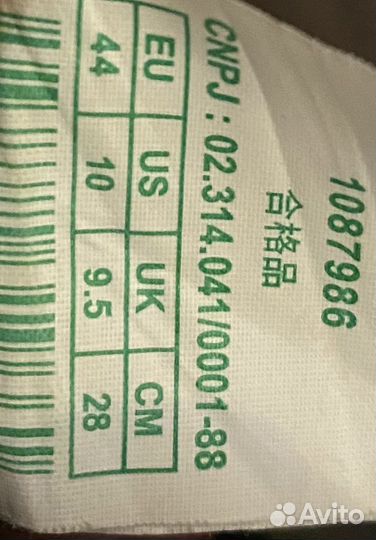 1087986
合格品
CNPJ : 02.314.041/0001-88
EU US UK CM
44 10 9.5 28
Avito